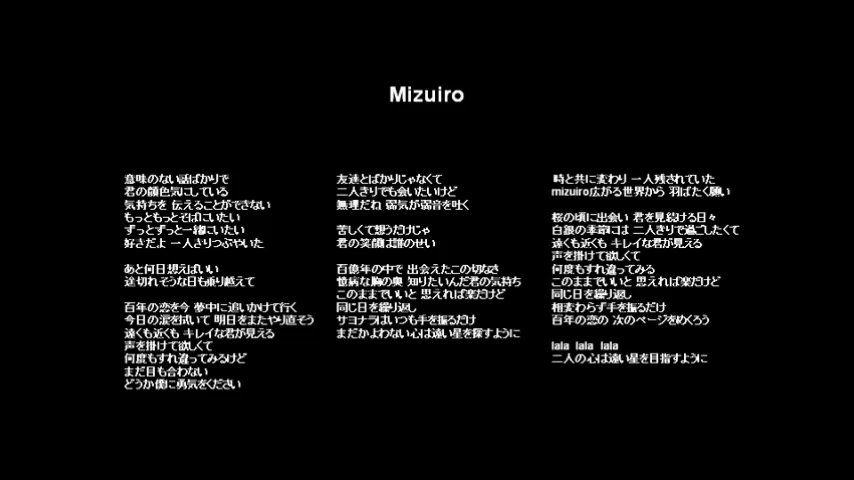 Mizuiro
意味のない話ばかりで
君の顔色気にしている
気持ちを 伝えることができない
もっともっとそばにいたい
ずっとずっと一緒にいたい
好きだよ 一人きりつぶやいた
あと何日想えばいい
途切れそうな日も乗り越えて
百年の恋を今 夢中に追いかけて行く
今日の涙を拭いて 明日をまたやり直そう
遠くも近くも キレイな君が見える
声を掛けて欲しくて
何度もすれ違ってみるけど
まだ目も合わない
どうか僕に勇気をください
友達とばかりじゃなくて
二人きりでも会いたいけど
無理だね 弱気が弱音を吐く
苦しくて想うだけじゃ
君の笑顔は誰のせい
百億年の中で 出会えたこの切なさ
憶病な胸の奥 知りたいんだ君の気持ち
このままでいいと 思えれば楽だけど
同じ日を繰り返し
サヨナラはいつも手を振るだけ
まだかよわない心は遠い星を探すように
時と共に変わり 一人残されていた
mizuiro広がる世界から 羽ばたく願い
桜の頃に出会い 君を見続ける日々
白銀の季節には 二人きりで過ごしたくて
遠くも近くも キレイな君が見える
声を掛けて欲しくて
何度もすれ違ってみる
このままでいいと 思えれば楽だけど
同じ日を繰り返し
相変わらず手を振るだけ
百年の恋の 次のページをめくろう
lala lala lala
二人の心は遠い星を目指すように